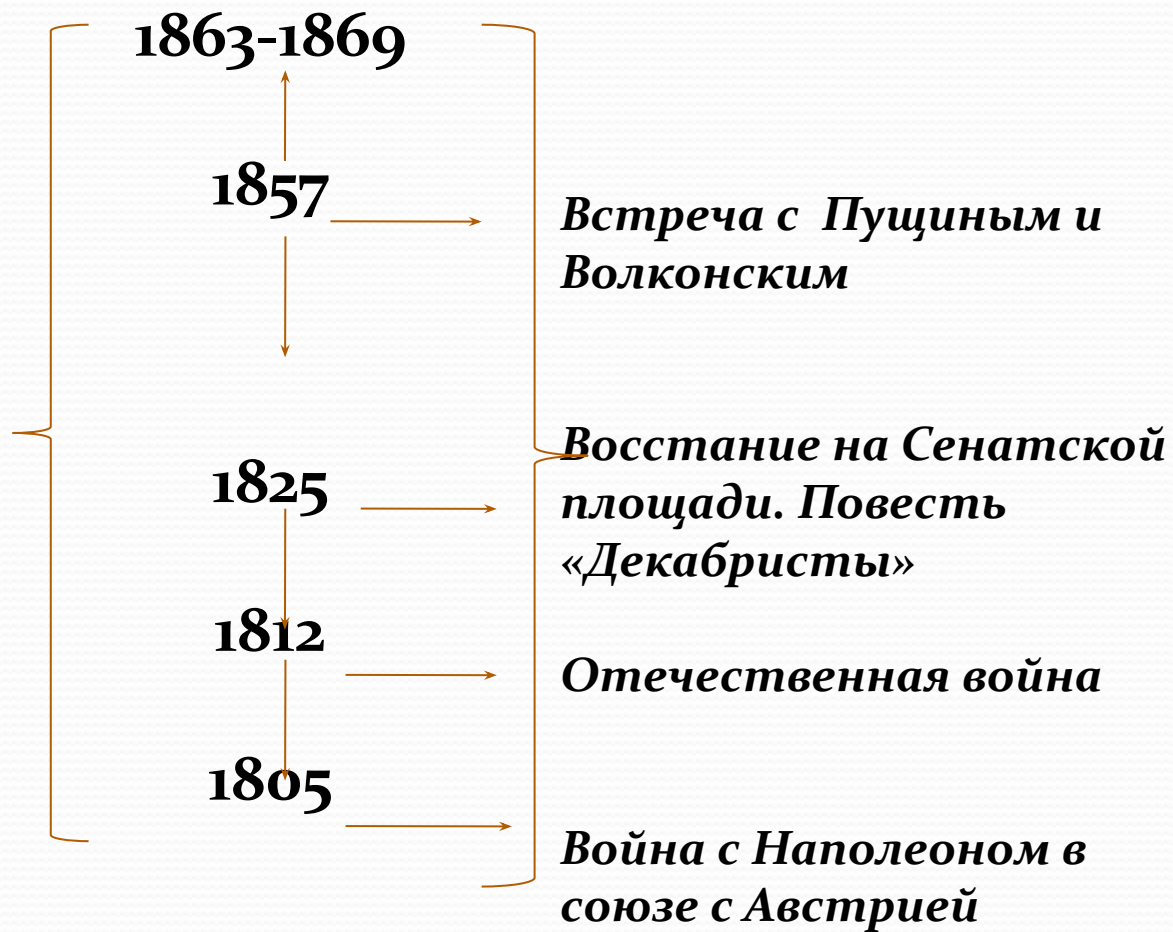 1863-1869
1857
Встреча с Пущиным и
Волконским
1825
Восстание на Сенатской
площади. Повесть
«Декабристы»
1812
Отечественная война
1805
Война с Наполеоном в
союзе с Австрией